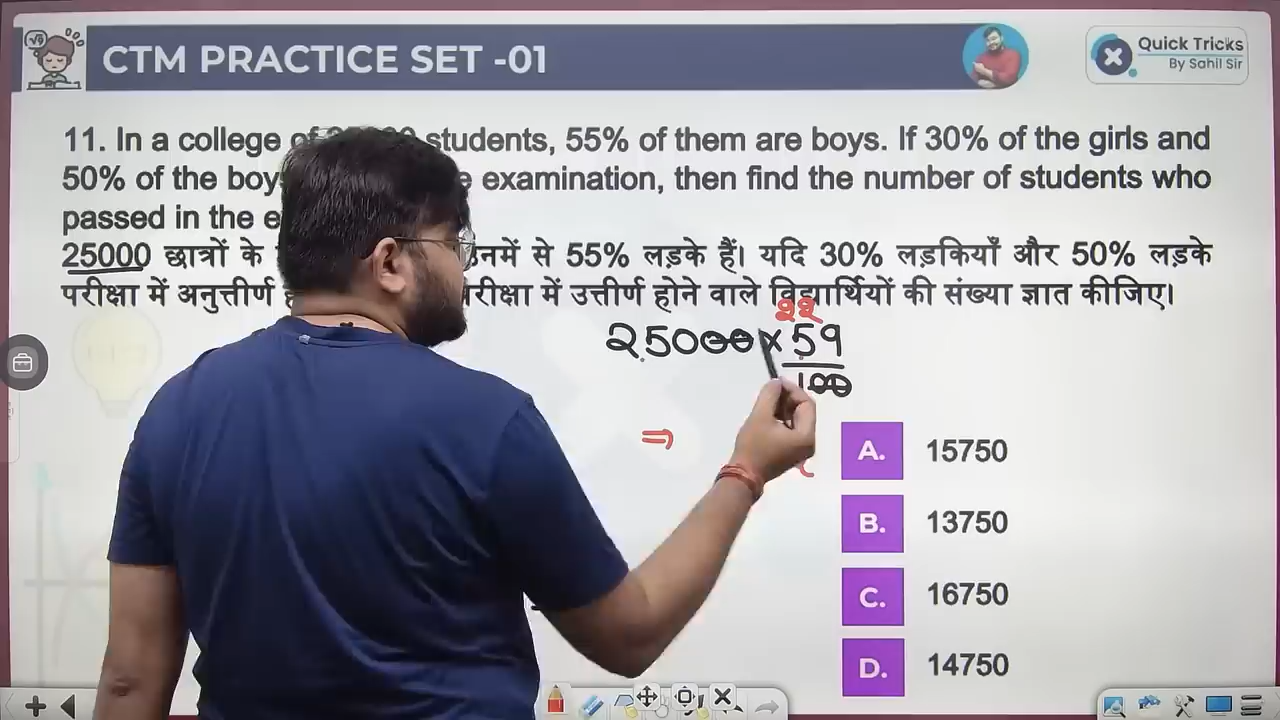 CTM PRACTICE SET -01
Quick Tricks
By Sahil Sir
11. In a college of students, 55% of them are boys. If 30% of the girls and
50% of the examination, then find the number of students who
passed in the
25000 छात्रों के में से 55% लड़के हैं। यदि 30% लड़कियाँ और 50% लड़के
परीक्षा में अनुत्तीर्ण में उत्तीर्ण होने वाले विद्यार्थियों की संख्या ज्ञात कीजिए।
25000 × 59
100
⇒
A. 15750
B. 13750
C. 16750
D. 14750